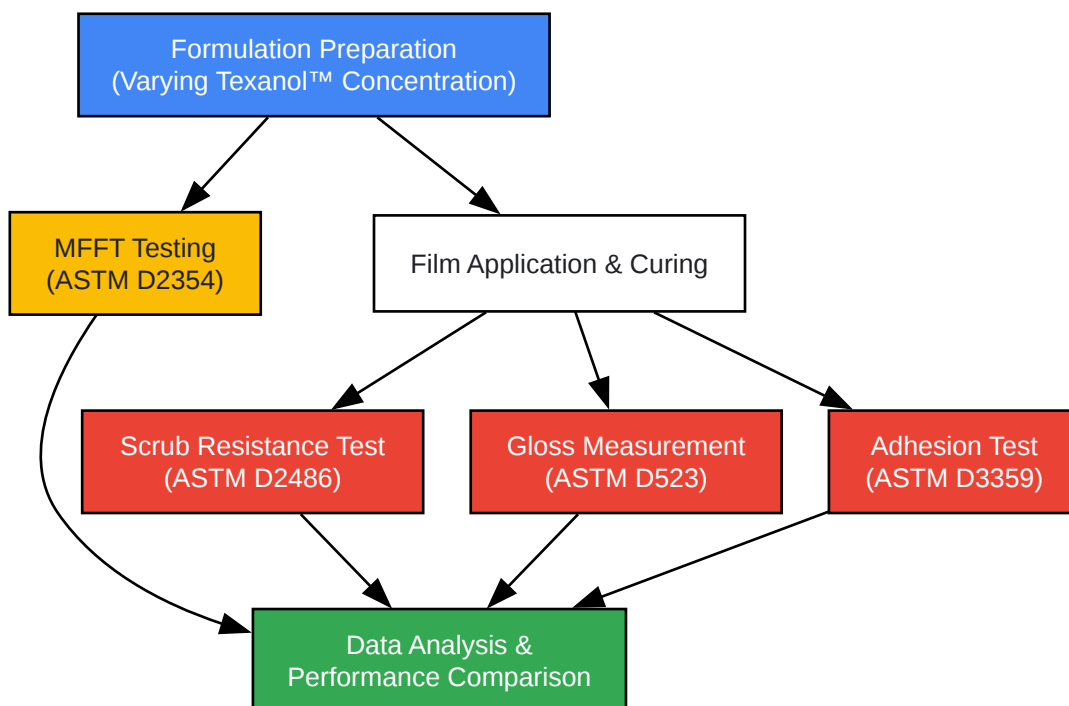 Formulation Preparation
(Varying Texanol™ Concentration)
MFFT Testing
(ASTM D2354)
Film Application & Curing
Scrub Resistance Test
(ASTM D2486)
Gloss Measurement
(ASTM D523)
Adhesion Test
(ASTM D3359)
Data Analysis &
Performance Comparison